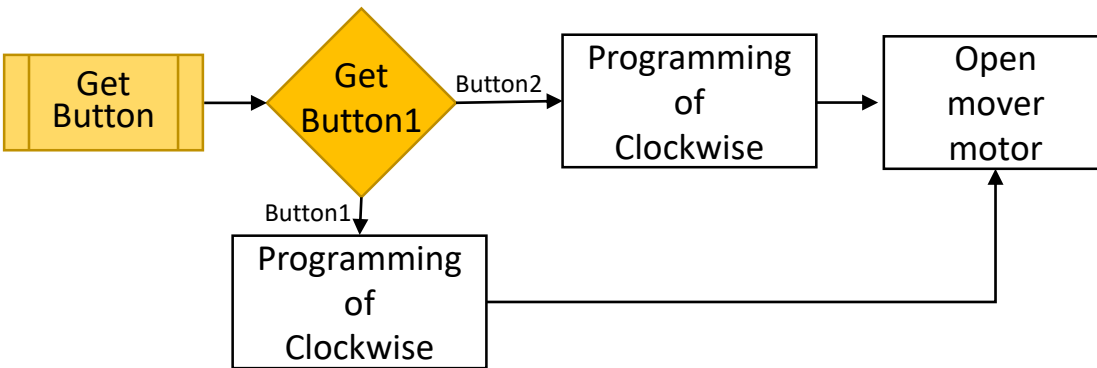 Get
Button
Get
Button1
Button2
Programming
of
Clockwise
Open
mover
motor
Button1
Programming
of
Clockwise